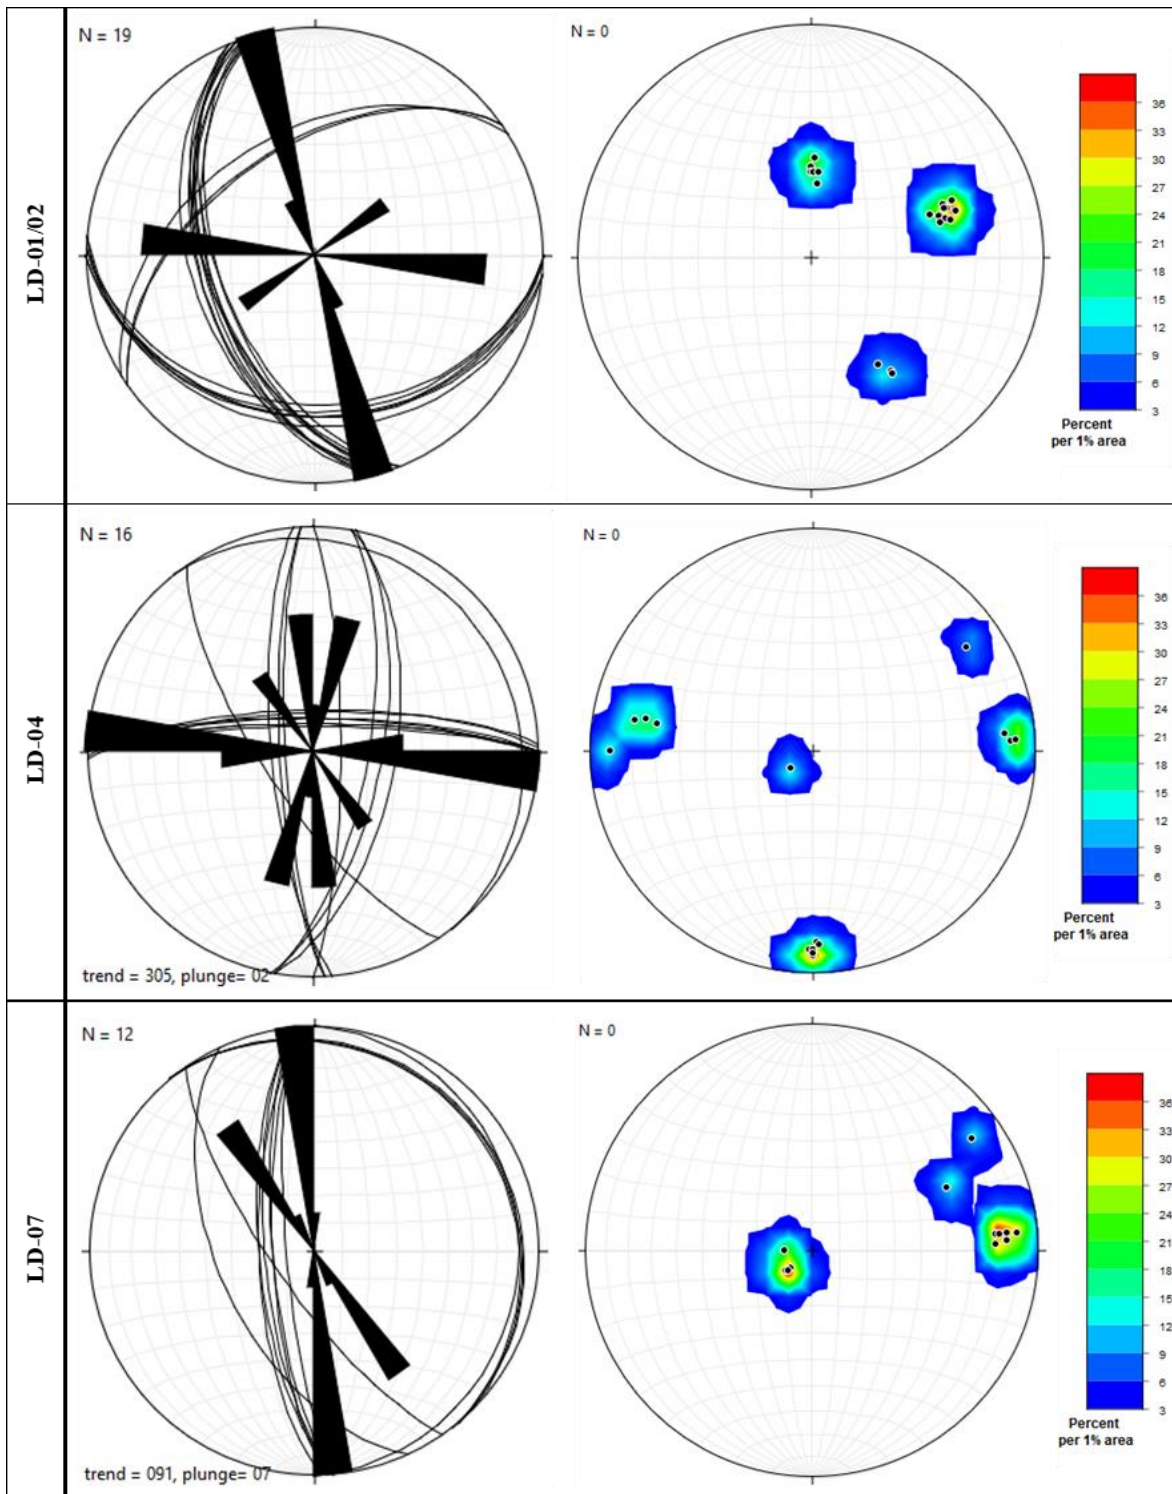 LD-01/02
N = 19
N = 0
36
33
30
27
24
21
18
15
12
9
6
3
Percent
per 1% area
LD-04
N = 16
trend = 305, plunge= 02
N = 0
36
33
30
27
24
21
18
15
12
9
6
3
Percent
per 1% area
LD-07
N = 12
trend = 091, plunge= 07
N = 0
36
33
30
27
24
21
18
15
12
9
6
3
Percent
per 1% area